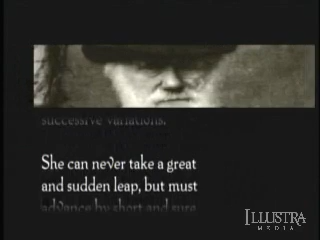 successive variations.
She can never take a great
and sudden leap, but must
advance by short and sure
ILLUSTRA
MEDIA